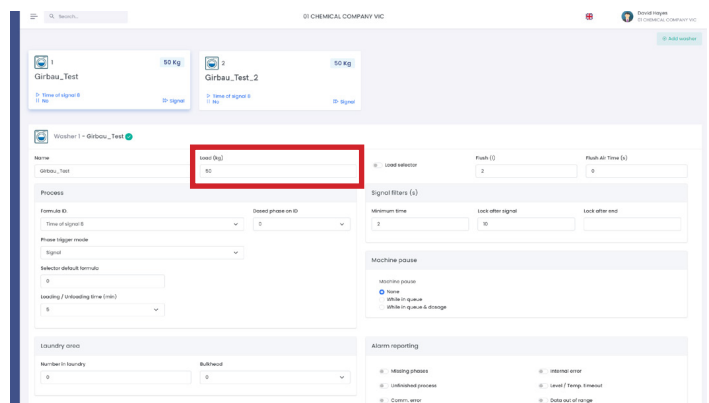 Search...
01 CHEMICAL COMPANY VIC
David Hayes
01 CHEMICAL COMPANY VIC
Add washer
1
50 Kg
Girbau_Test
Time of signal B
No
Signal
2
50 Kg
Girbau_Test_2
Time of signal B
No
Signal
Washer 1 - Girbau_Test
Name
Girbau_Test
Load (kg)
50
Load selector
Flush (l)
2
Flush All Time (s)
0
Process
Formula ID
Time of signal B
Dosed phase on ID
0
Phase trigger mode
Signal
Selector default formula
0
Loading / Unloading time (min)
5
Signal filters (s)
Minimum time
2
Lock after signal
10
Lock after end
Machine pause
Machine pause
None
While in queue
While in queue & dosage
Laundry area
Number in laundry
0
Bulkhead
0
Alarm reporting
Missing phases
Internal error
Unfinished process
Level / Temp. timeout
Comm. error
Data out of range